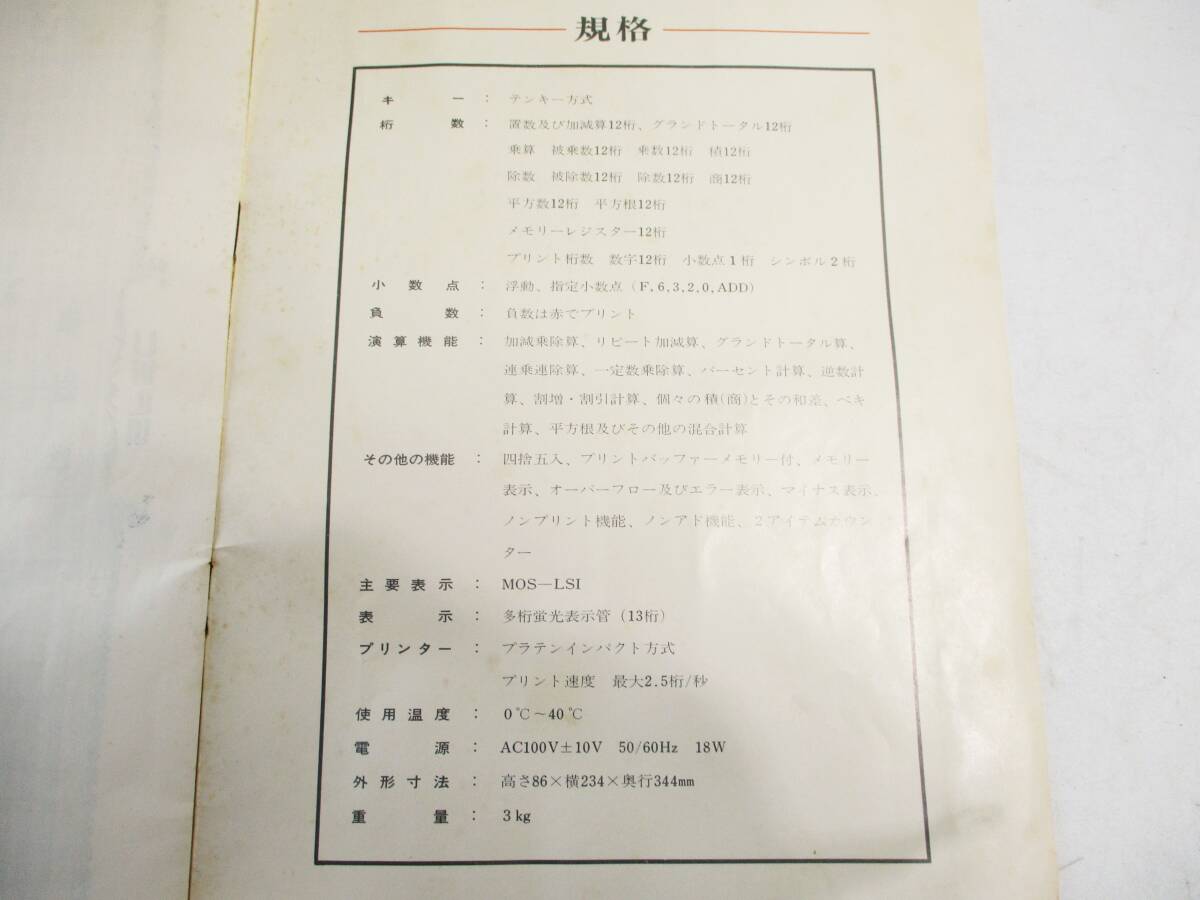 規格
キー : テンキー方式
桁数 : 置数及び加減算12桁、グランドトータル12桁
乗算 被乗数12桁 乗数12桁 積12桁
除数 被除数12桁 除数12桁 商12桁
平方数12桁 平方根12桁
メモリーレジスター12桁
プリント桁数 数字12桁 小数点1桁 シンボル2桁
小数点 : 浮動、指定小数点 (F.6,3,2,0,ADD)
負数 : 負数は赤でプリント
演算機能 : 加減乗除算、リピート加減算、グランドトータル算、
連乗連除算、一定数乗除算、パーセント計算、逆数計
算、割増・割引計算、個々の積(商)とその和差、ベキ
計算、平方根及びその他の混合計算
その他の機能 : 四捨五入、プリントバッファーメモリー付、メモリー
表示、オーバーフロー及びエラー表示、マイナス表示、
ノンプリント機能、ノンアド機能、2アイテムカウン
ター
主要表示 : MOS—LSI
表示 : 多桁蛍光表示管 (13桁)
プリンター : プラテンインパクト方式
プリント速度 最大2.5桁/秒
使用温度 : 0℃～40℃
電源 : AC100V±10V 50/60Hz 18W
外形寸法 : 高さ86×横234×奥行344mm
重量 : 3kg